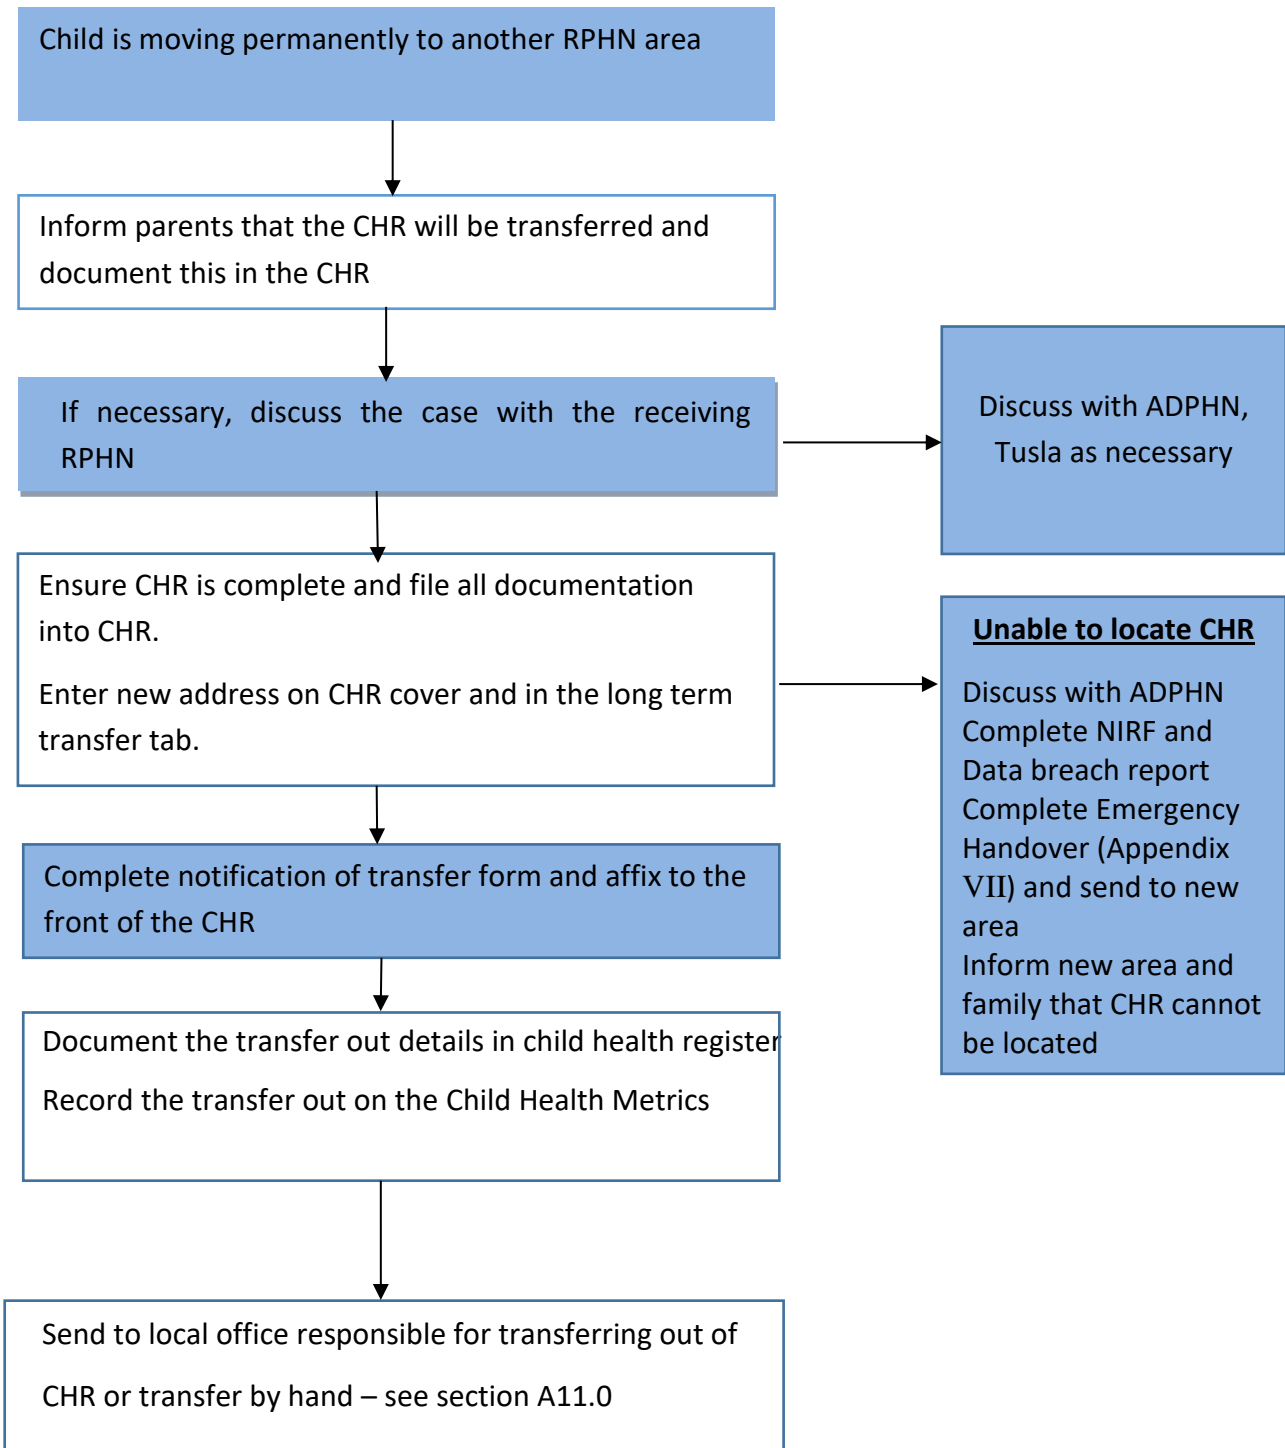 Child is moving permanently to another RPHN area
Inform parents that the CHR will be transferred and
document this in the CHR
If necessary, discuss the case with the receiving
RPHN
Discuss with ADPHN,
Tusla as necessary
Ensure CHR is complete and file all documentation
into CHR.
Enter new address on CHR cover and in the long term
transfer tab.
Unable to locate CHR
Discuss with ADPHN
Complete NIRF and
Data breach report
Complete Emergency
Handover (Appendix
VII) and send to new
area
Inform new area and
family that CHR cannot
be located
Complete notification of transfer form and affix to the
front of the CHR
Document the transfer out details in child health register
Record the transfer out on the Child Health Metrics
Send to local office responsible for transferring out of
CHR or transfer by hand – see section A11.0